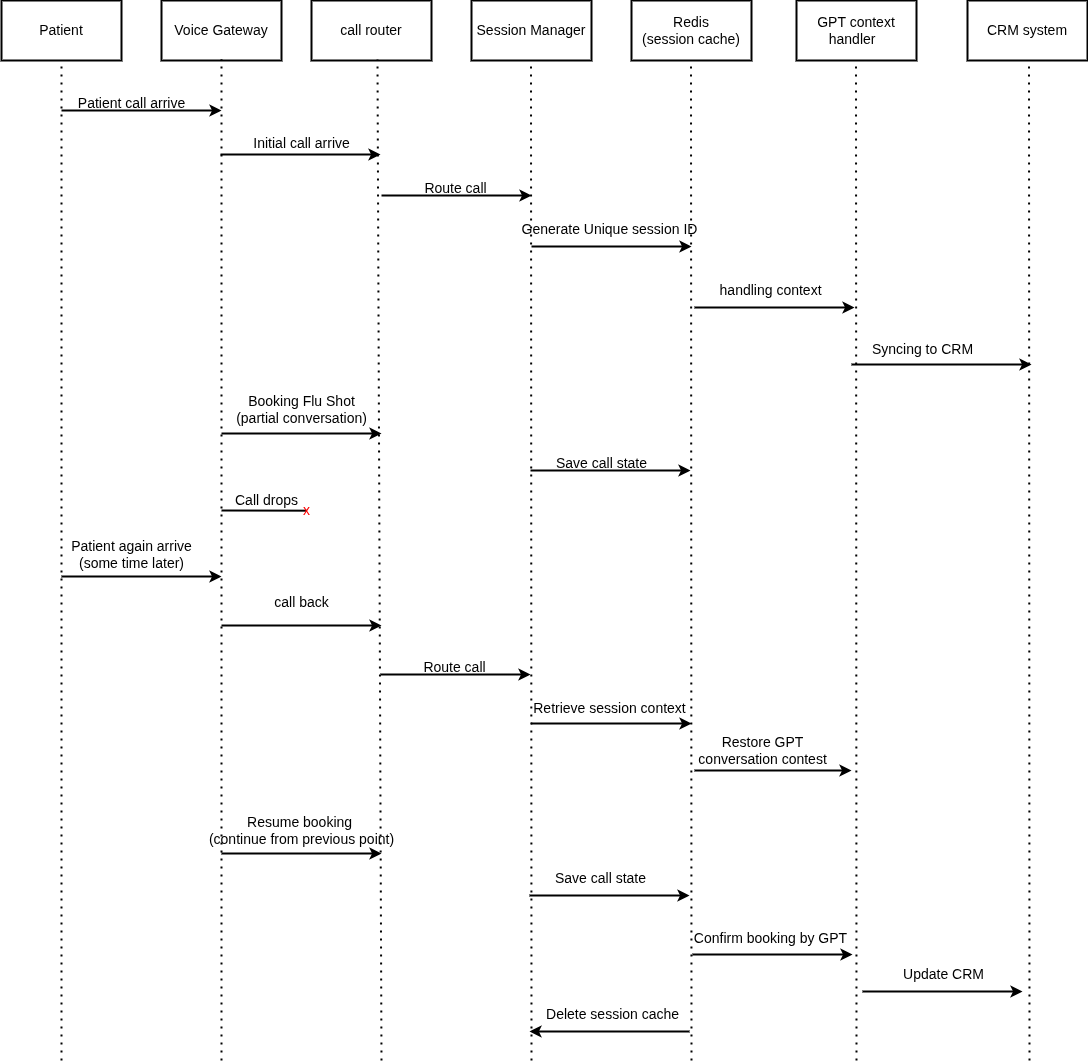 Patient
Voice Gateway
call router
Session Manager
Redis
(session cache)
GPT context
handler
CRM system
Patient call arrive
Initial call arrive
Route call
Generate Unique session ID
handling context
Syncing to CRM
Booking Flu Shot
(partial conversation)
Save call state
Call drops
x
Patient again arrive
(some time later)
call back
Route call
Retrieve session context
Restore GPT
conversation contest
Resume booking
(continue from previous point)
Save call state
Confirm booking by GPT
Update CRM
Delete session cache